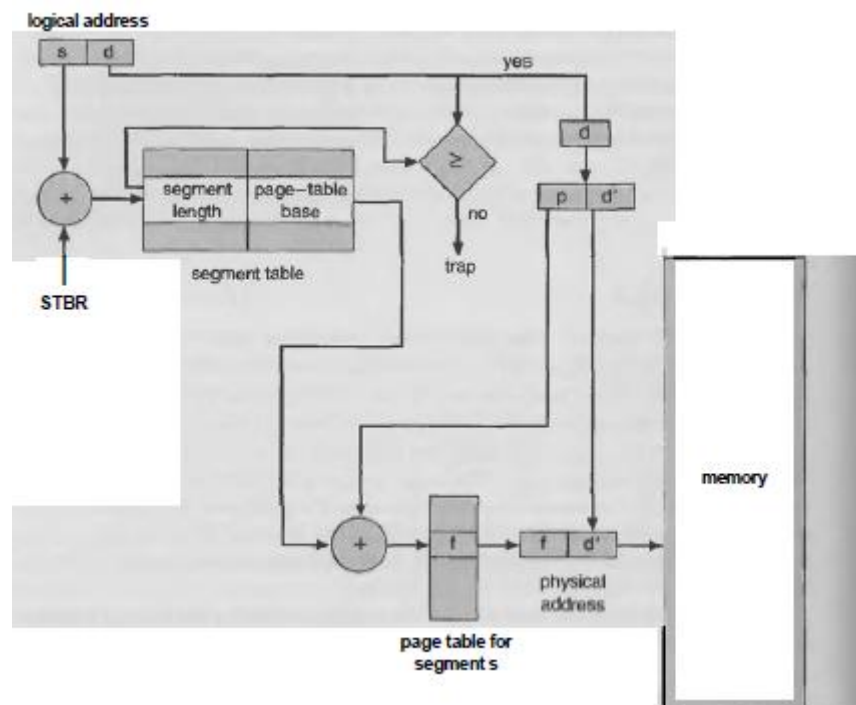 logical address
s d
yes
d
≥
segment length
page-table base
+
p d'
no
trap
segment table
STBR
memory
+
f
f d'
physical address
page table for segment s